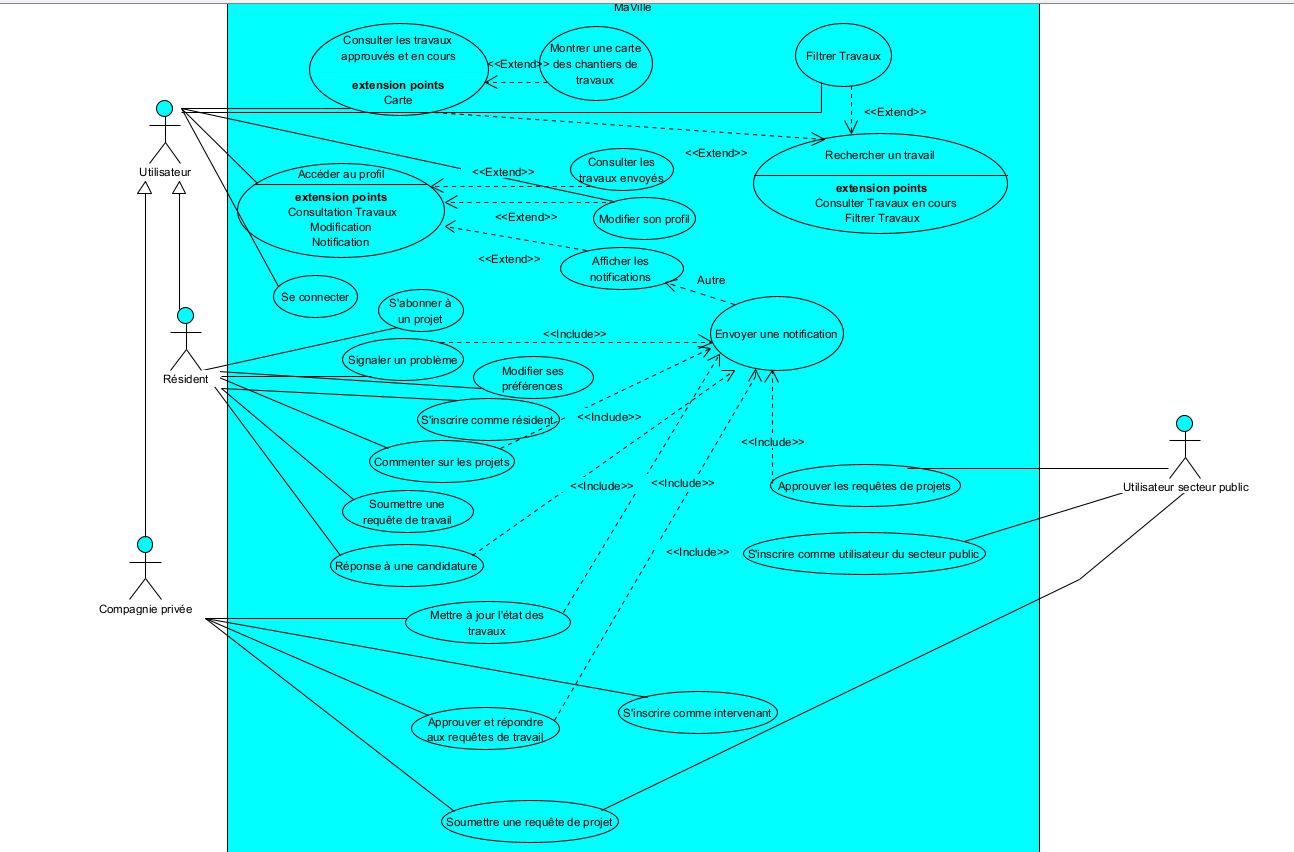 MaVille
Consulter les travaux
approuvés et en cours
extension points
Carte
<<Extend>>
Montrer une carte
des chantiers de
travaux
Filtrer Travaux
<<Extend>>
<<Extend>>
Rechercher un travail
extension points
Consulter Travaux en cours
Filtrer Travaux
Utilisateur
Accéder au profil
extension points
Consultation Travaux
Modification
Notification
<<Extend>>
Consulter les
travaux envoyés
<<Extend>>
Modifier son profil
<<Extend>>
Afficher les
notifications
Autre
Se connecter
S'abonner à
un projet
Envoyer une notification
<<Include>>
Signaler un problème
Résident
Modifier ses
préférences
S'inscrire comme résident
<<Include>>
<<Include>>
Commenter sur les projets
<<Include>>
<<Include>>
Approuver les requêtes de projets
Utilisateur secteur public
Soumettre une
requête de travail
<<Include>>
S'inscrire comme utilisateur du secteur public
Réponse à une candidature
Compagnie privée
Mettre à jour l'état des
travaux
S'inscrire comme intervenant
Approuver et répondre
aux requêtes de travail
Soumettre une requête de projet